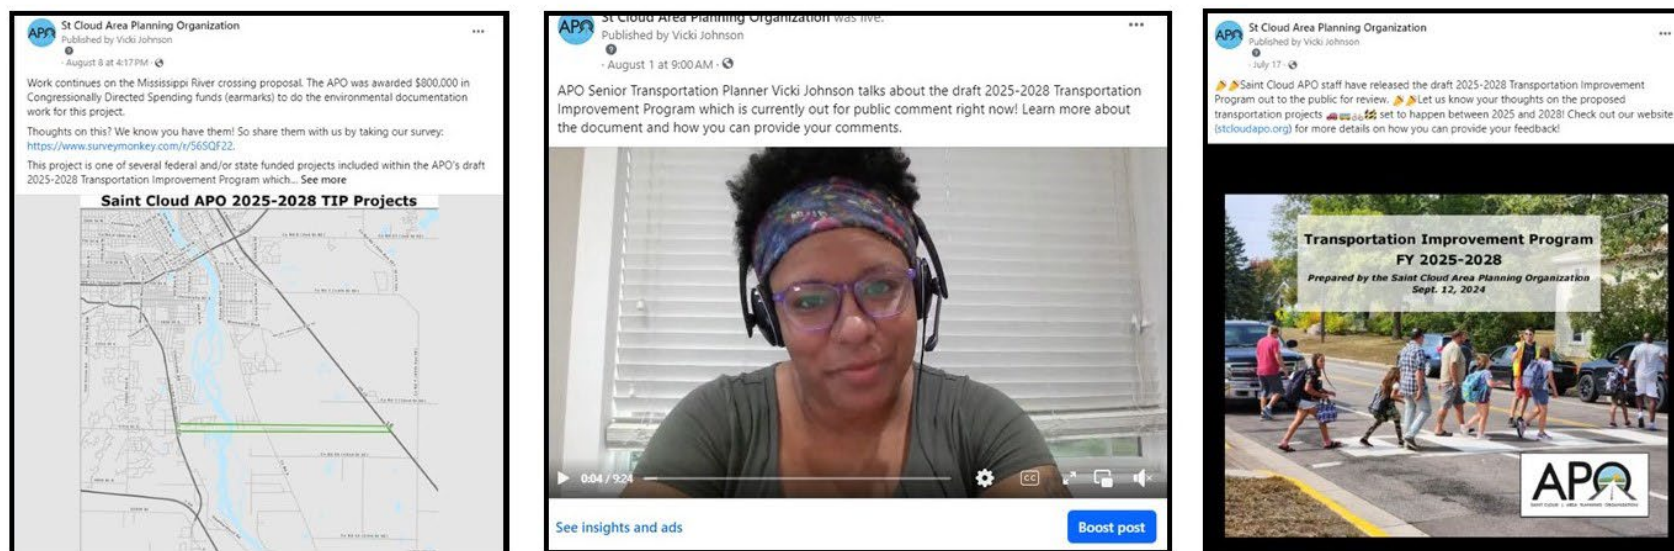 St Cloud Area Planning Organization
Published by Vicki Johnson
August 8 at 4:17 PM ·
Work continues on the Mississippi River crossing proposal. The APO was awarded $800,000 in
Congressionally Directed Spending funds (earmarks) to do the environmental documentation
work for this project.
Thoughts on this? We know you have them! So share them with us by taking our survey:
https://www.surveymonkey.com/r/56SQF22.
This project is one of several federal and/or state funded projects included within the APO's draft
2025-2028 Transportation Improvement Program which... See more
Saint Cloud APO 2025-2028 TIP Projects
APO
St Cloud Area Planning Organization was live.
Published by Vicki Johnson
August 1 at 9:00 AM ·
APO Senior Transportation Planner Vicki Johnson talks about the draft 2025-2028 Transportation
Improvement Program which is currently out for public comment right now! Learn more about
the document and how you can provide your comments.
0:04 / 9:24
CC
See insights and ads
Boost post
APO
St Cloud Area Planning Organization
Published by Vicki Johnson
July 17 ·
🎉🎉Saint Cloud APO staff have released the draft 2025-2028 Transportation Improvement
Program out to the public for review. 🎉🎉Let us know your thoughts on the proposed
transportation projects 🚗🚌🚲🚧 set to happen between 2025 and 2028! Check out our website
(stcloudapo.org) for more details on how you can provide your feedback!
Transportation Improvement Program
FY 2025-2028
Prepared by the Saint Cloud Area Planning Organization
Sept. 12, 2024
APO
SAINT CLOUD | AREA PLANNING ORGANIZATION